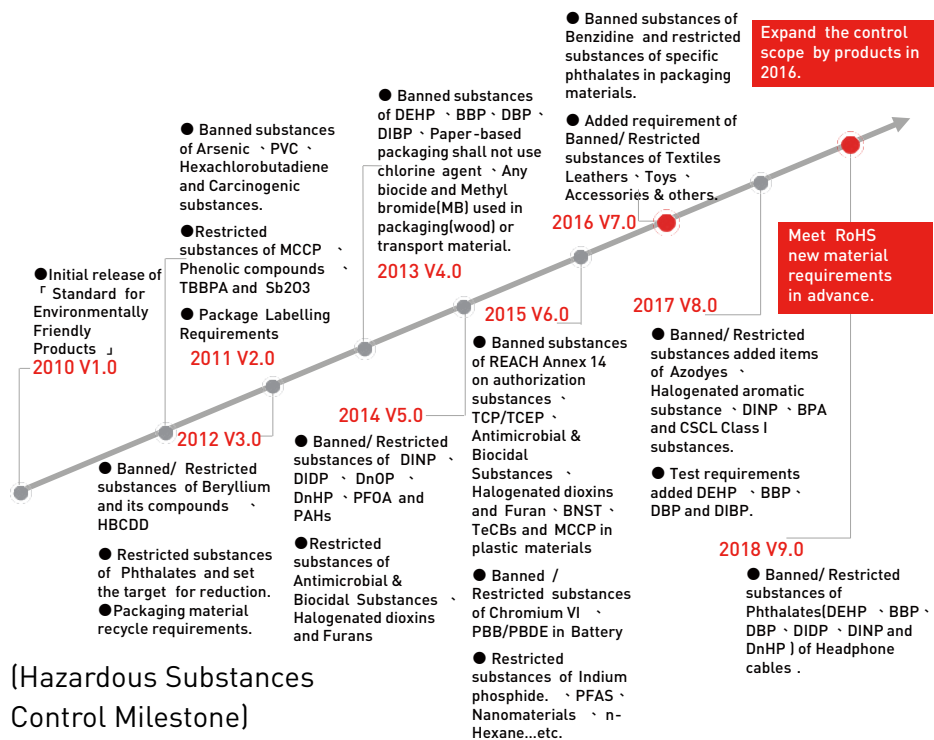 ●Initial release of
「 Standard for
Environmentally
Friendly
Products 」
2010 V1.0
● Banned substances
of Arsenic 、PVC、
Hexachlorobutadiene
and Carcinogenic
substances.
●Restricted
substances of MCCP 、
Phenolic compounds 、
TBBPA and Sb2O3
● Package Labelling
Requirements
2011 V2.0
2012 V3.0
● Banned/ Restricted
substances of Beryllium
and its compounds 、
HBCDD
● Restricted substances
of Phthalates and set
the target for reduction.
●Packaging material
recycle requirements.
● Banned substances
of DEHP 、BBP、DBP、
DIBP、Paper-based
packaging shall not use
chlorine agent 、Any
biocide and Methyl
bromide(MB) used in
packaging(wood) or
transport material.
2013 V4.0
2014 V5.0
● Banned/ Restricted
substances of DINP 、
DIDP、 DnOP 、
DnHP、PFOA and
PAHs
●Restricted
substances of
Antimicrobial &
Biocidal Substances 、
Halogenated dioxins
and Furans
2015 V6.0
● Banned substances
of REACH Annex 14
on authorization
substances 、
TCP/TCEP、
Antimicrobial &
Biocidal
Substances 、
Halogenated dioxins
and Furan、BNST、
TeCBs and MCCP in
plastic materials
● Banned /
Restricted substances
of Chromium VI 、
PBB/PBDE in Battery
● Restricted
substances of Indium
phosphide. 、PFAS、
Nanomaterials 、 n-
Hexane...etc.
● Banned substances of
Benzidine and restricted
substances of specific
phthalates in packaging
materials.
● Added requirement of
Banned/ Restricted
substances of Textiles
Leathers、Toys、
Accessories & others.
2016 V7.0
Expand the control
scope by products in
2016.
2017 V8.0
● Banned/ Restricted
substances added items
of Azodyes 、
Halogenated aromatic
substance 、DINP、BPA
and CSCL Class I
substances.
● Test requirements
added DEHP 、BBP、
DBP and DIBP.
Meet RoHS
new material
requirements
in advance.
2018 V9.0
● Banned/ Restricted
substances of
Phthalates(DEHP 、BBP、
DBP、DIDP、DINP and
DnHP ) of Headphone
cables .
(Hazardous Substances
Control Milestone)